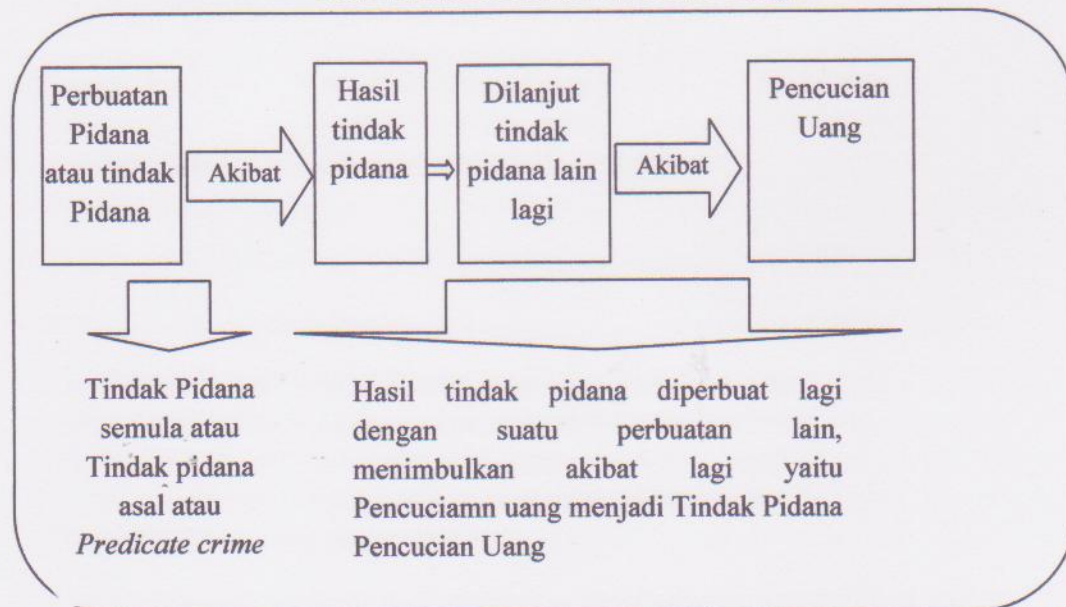 Perbuatan
Pidana
atau tindak
Pidana
Akibat
Hasil
tindak
pidana
Dilanjut
tindak
pidana lain
lagi
Akibat
Pencucian
Uang
Tindak Pidana
semula atau
Tindak pidana
asal atau
Predicate crime
Hasil tindak pidana diperbuat lagi
dengan suatu perbuatan lain,
menimbulkan akibat lagi yaitu
Pencuciamn uang menjadi Tindak Pidana
Pencucian Uang